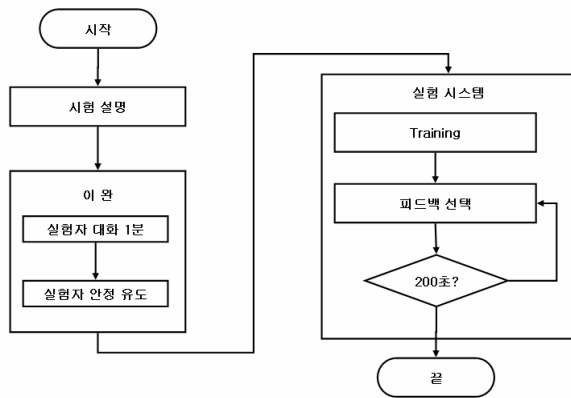 시작
시험 설명
이 완
실험자 대화 1분
실험자 안정 유도
실험 시스템
Training
피드백 선택
200초?
끝